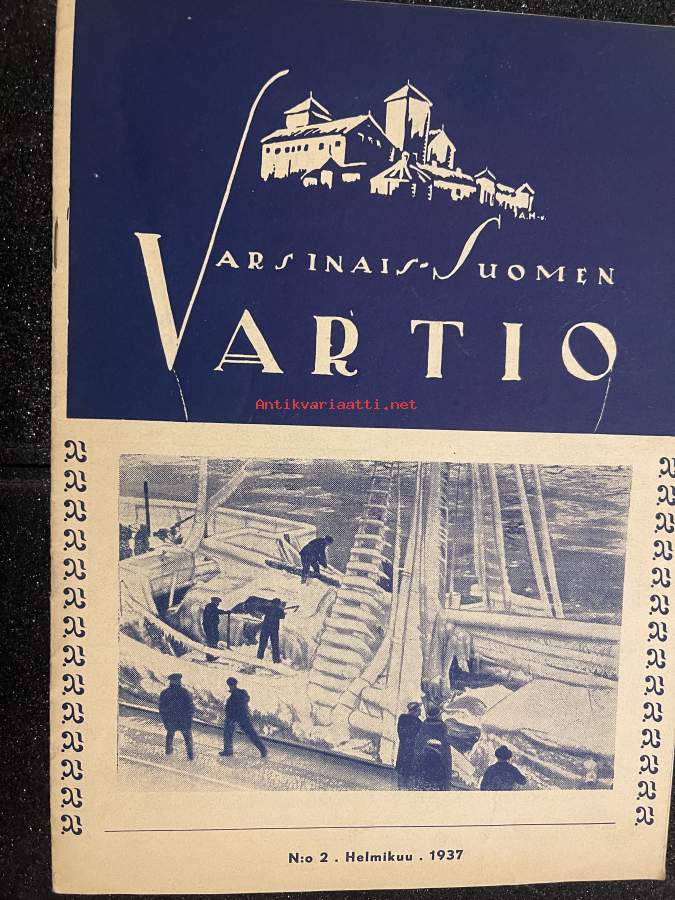 A.H-s.
VARSINAIS-SUOMEN
VARTIO
Antikvariaatti.net
N:o 2 . Helmikuu . 1937